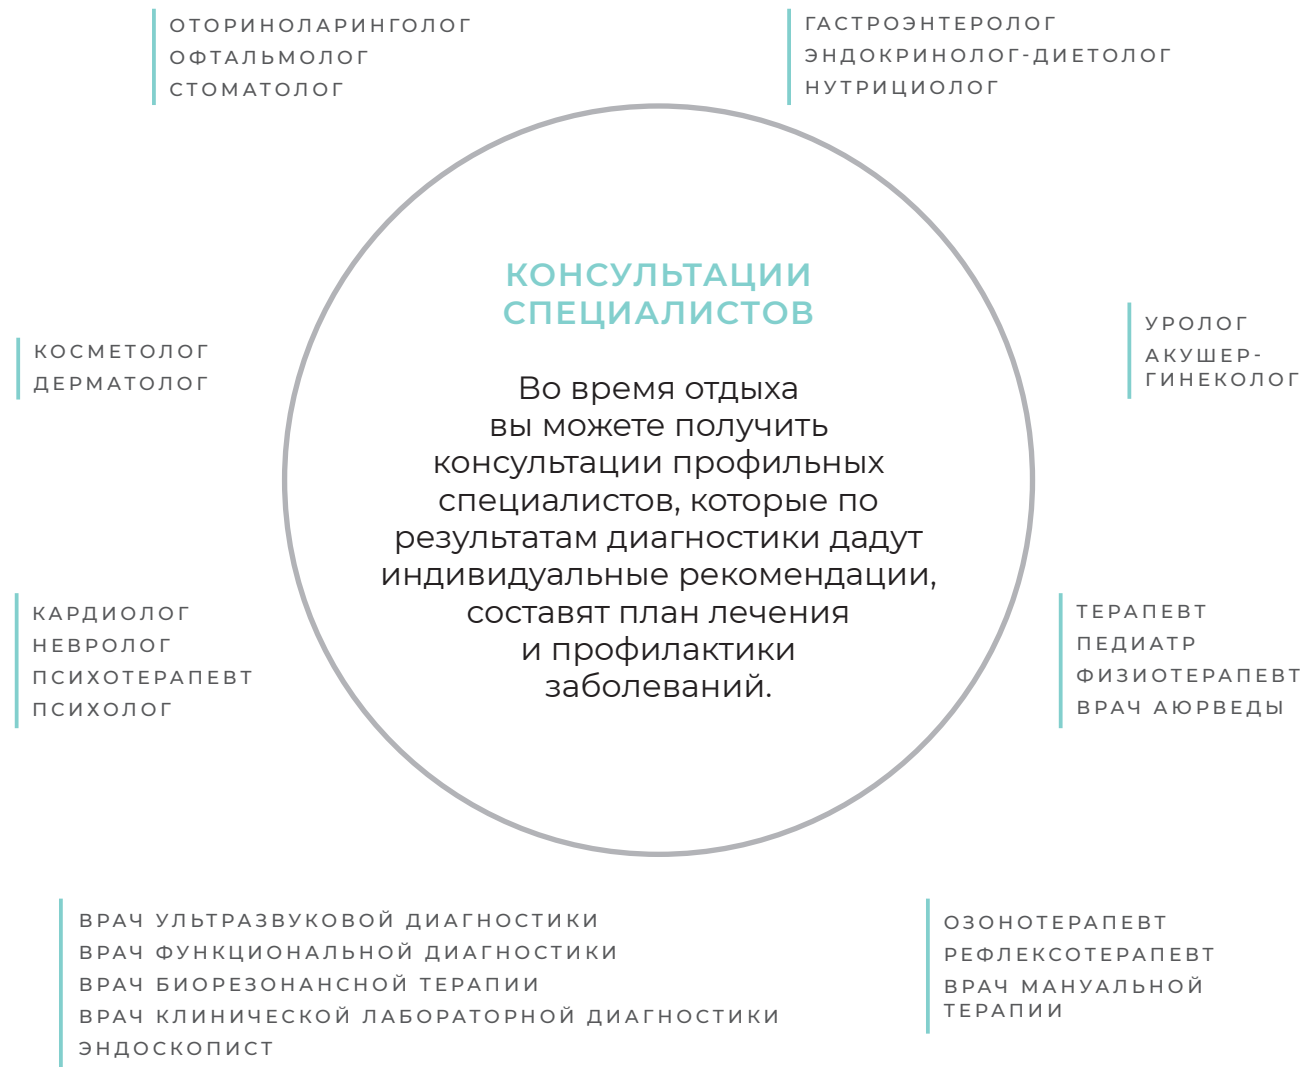 ОТОРИНОЛАРИНГОЛОГ
ОФТАЛЬМОЛОГ
СТОМАТОЛОГ
ГАСТРОЭНТЕРОЛОГ
ЭНДОКРИНОЛОГ-ДИЕТОЛОГ
НУТРИЦИОЛОГ
КОНСУЛЬТАЦИИ
СПЕЦИАЛИСТОВ
Во время отдыха
вы можете получить
консультации профильных
специалистов, которые по
результатам диагностики дадут
индивидуальные рекомендации,
составят план лечения
и профилактики
заболеваний.
КОСМЕТОЛОГ
ДЕРМАТОЛОГ
УРОЛОГ
АКУШЕР-
ГИНЕКОЛОГ
КАРДИОЛОГ
НЕВРОЛОГ
ПСИХОТЕРАПЕВТ
ПСИХОЛОГ
ТЕРАПЕВТ
ПЕДИАТР
ФИЗИОТЕРАПЕВТ
ВРАЧ АЮРВЕДЫ
ВРАЧ УЛЬТРАЗВУКОВОЙ ДИАГНОСТИКИ
ВРАЧ ФУНКЦИОНАЛЬНОЙ ДИАГНОСТИКИ
ВРАЧ БИОРЕЗОНАНСНОЙ ТЕРАПИИ
ВРАЧ КЛИНИЧЕСКОЙ ЛАБОРАТОРНОЙ ДИАГНОСТИКИ
ЭНДОСКОПИСТ
ОЗОНОТЕРАПЕВТ
РЕФЛЕКСОТЕРАПЕВТ
ВРАЧ МАНУАЛЬНОЙ
ТЕРАПИИ